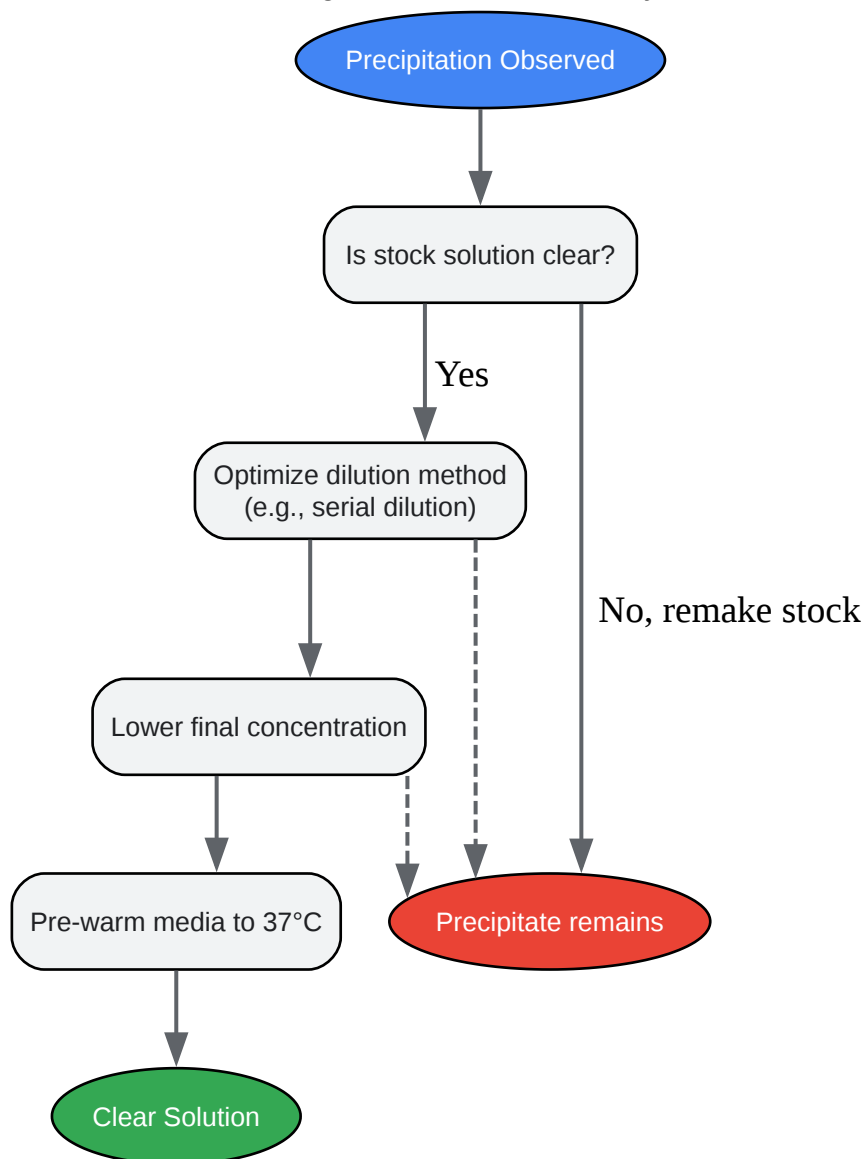 Precipitation Observed
Is stock solution clear?
Yes
Optimize dilution method
(e.g., serial dilution)
No, remake stock
Lower final concentration
Pre-warm media to 37°C
Precipitate remains
Clear Solution